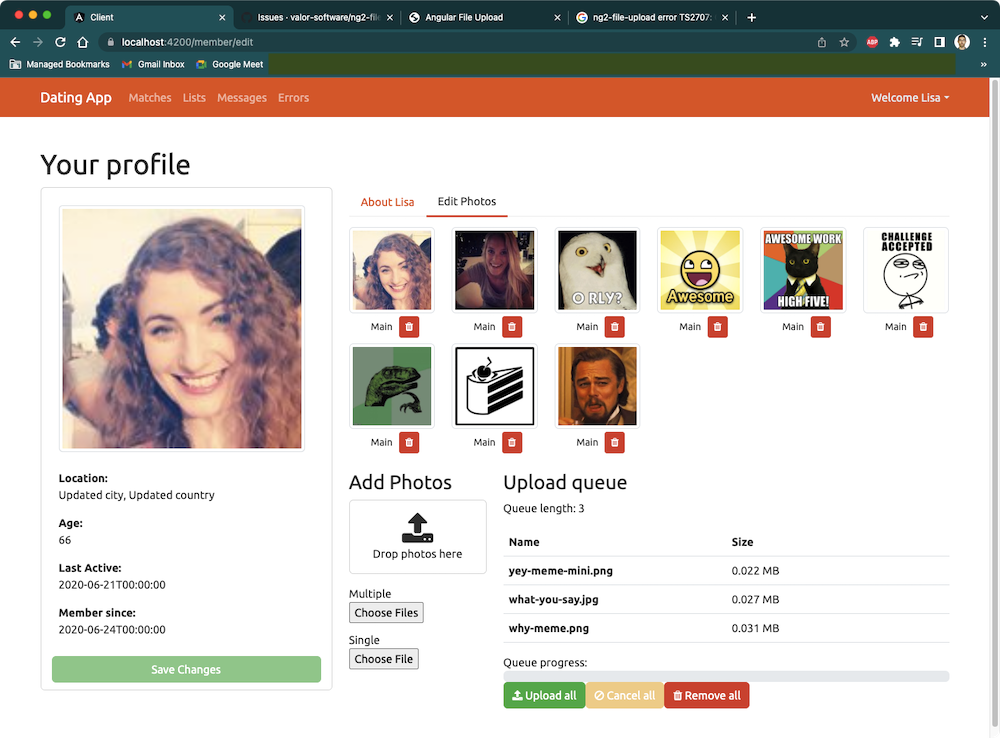 Client
Issues · valor-software/ng2-file
Angular File Upload
ng2-file-upload error TS2707:
localhost:4200/member/edit
ABP
Managed Bookmarks
Gmail Inbox
Google Meet
Dating App
Matches
Lists
Messages
Errors
Welcome Lisa
Your profile
Location:
Updated city, Updated country
Age:
66
Last Active:
2020-06-21T00:00:00
Member since:
2020-06-24T00:00:00
Save Changes
About Lisa
Edit Photos
O RLY?
Awesome
AWESOME WORK
HIGH FIVE!
CHALLENGE
ACCEPTED
Main
Main
Main
Main
Main
Main
Main
Main
Main
Add Photos
Drop photos here
Multiple
Choose Files
Single
Choose File
Upload queue
Queue length: 3
Name Size
yey-meme-mini.png 0.022 MB
what-you-say.jpg 0.027 MB
why-meme.png 0.031 MB
Queue progress:
Upload all
Cancel all
Remove all